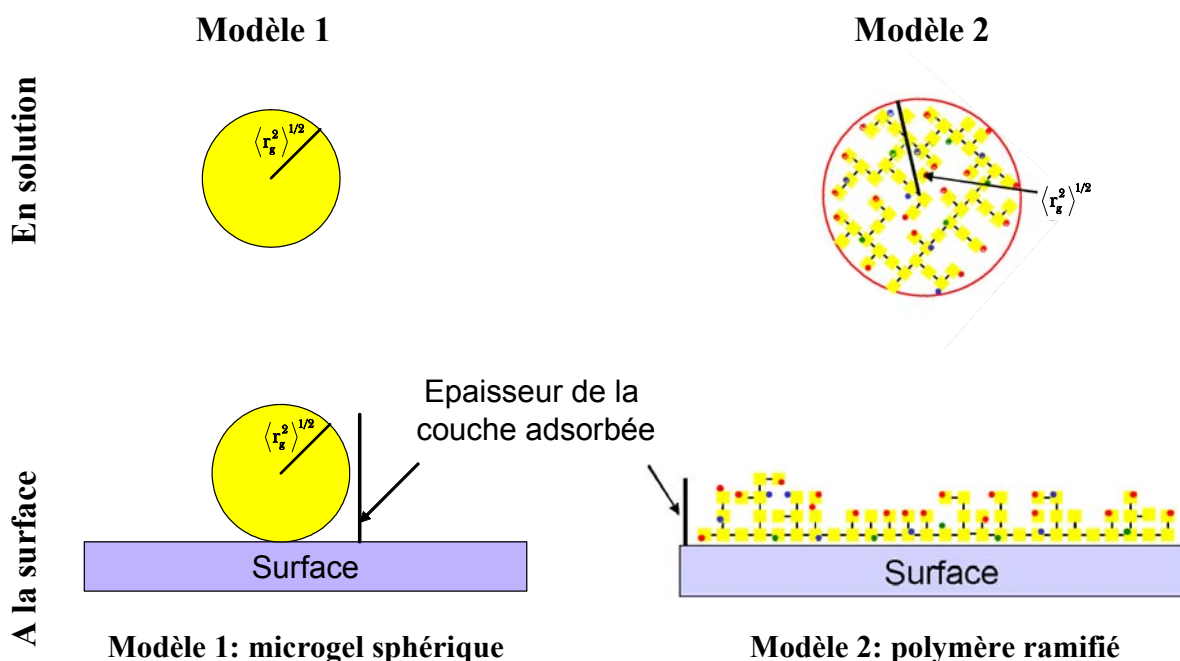 Modèle 1
Modèle 2
En solution
⟨r_g^2⟩^1/2
⟨r_g^2⟩^1/2
A la surface
⟨r_g^2⟩^1/2
Epaisseur de la
couche adsorbée
Surface
Surface
Modèle 1: microgel sphérique
Modèle 2: polymère ramifié